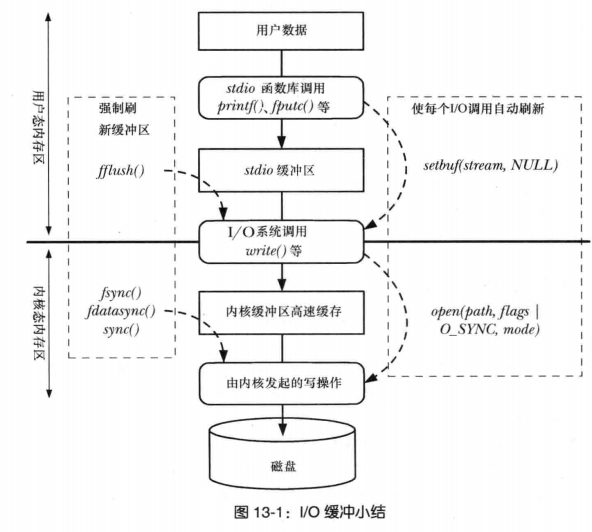 用户数据
stdio 函数库调用
printf()、fputc() 等
强制刷
新缓冲区
使每个I/O调用自动刷新
用户态内存区
fflush()
stdio 缓冲区
setbuf(stream, NULL)
I/O系统调用
write() 等
内核态内存区
fsync()
fdatasync()
sync()
内核缓冲区高速缓存
open(path, flags |
O_SYNC, mode)
由内核发起的写操作
磁盘
图 13-1：I/O 缓冲小结